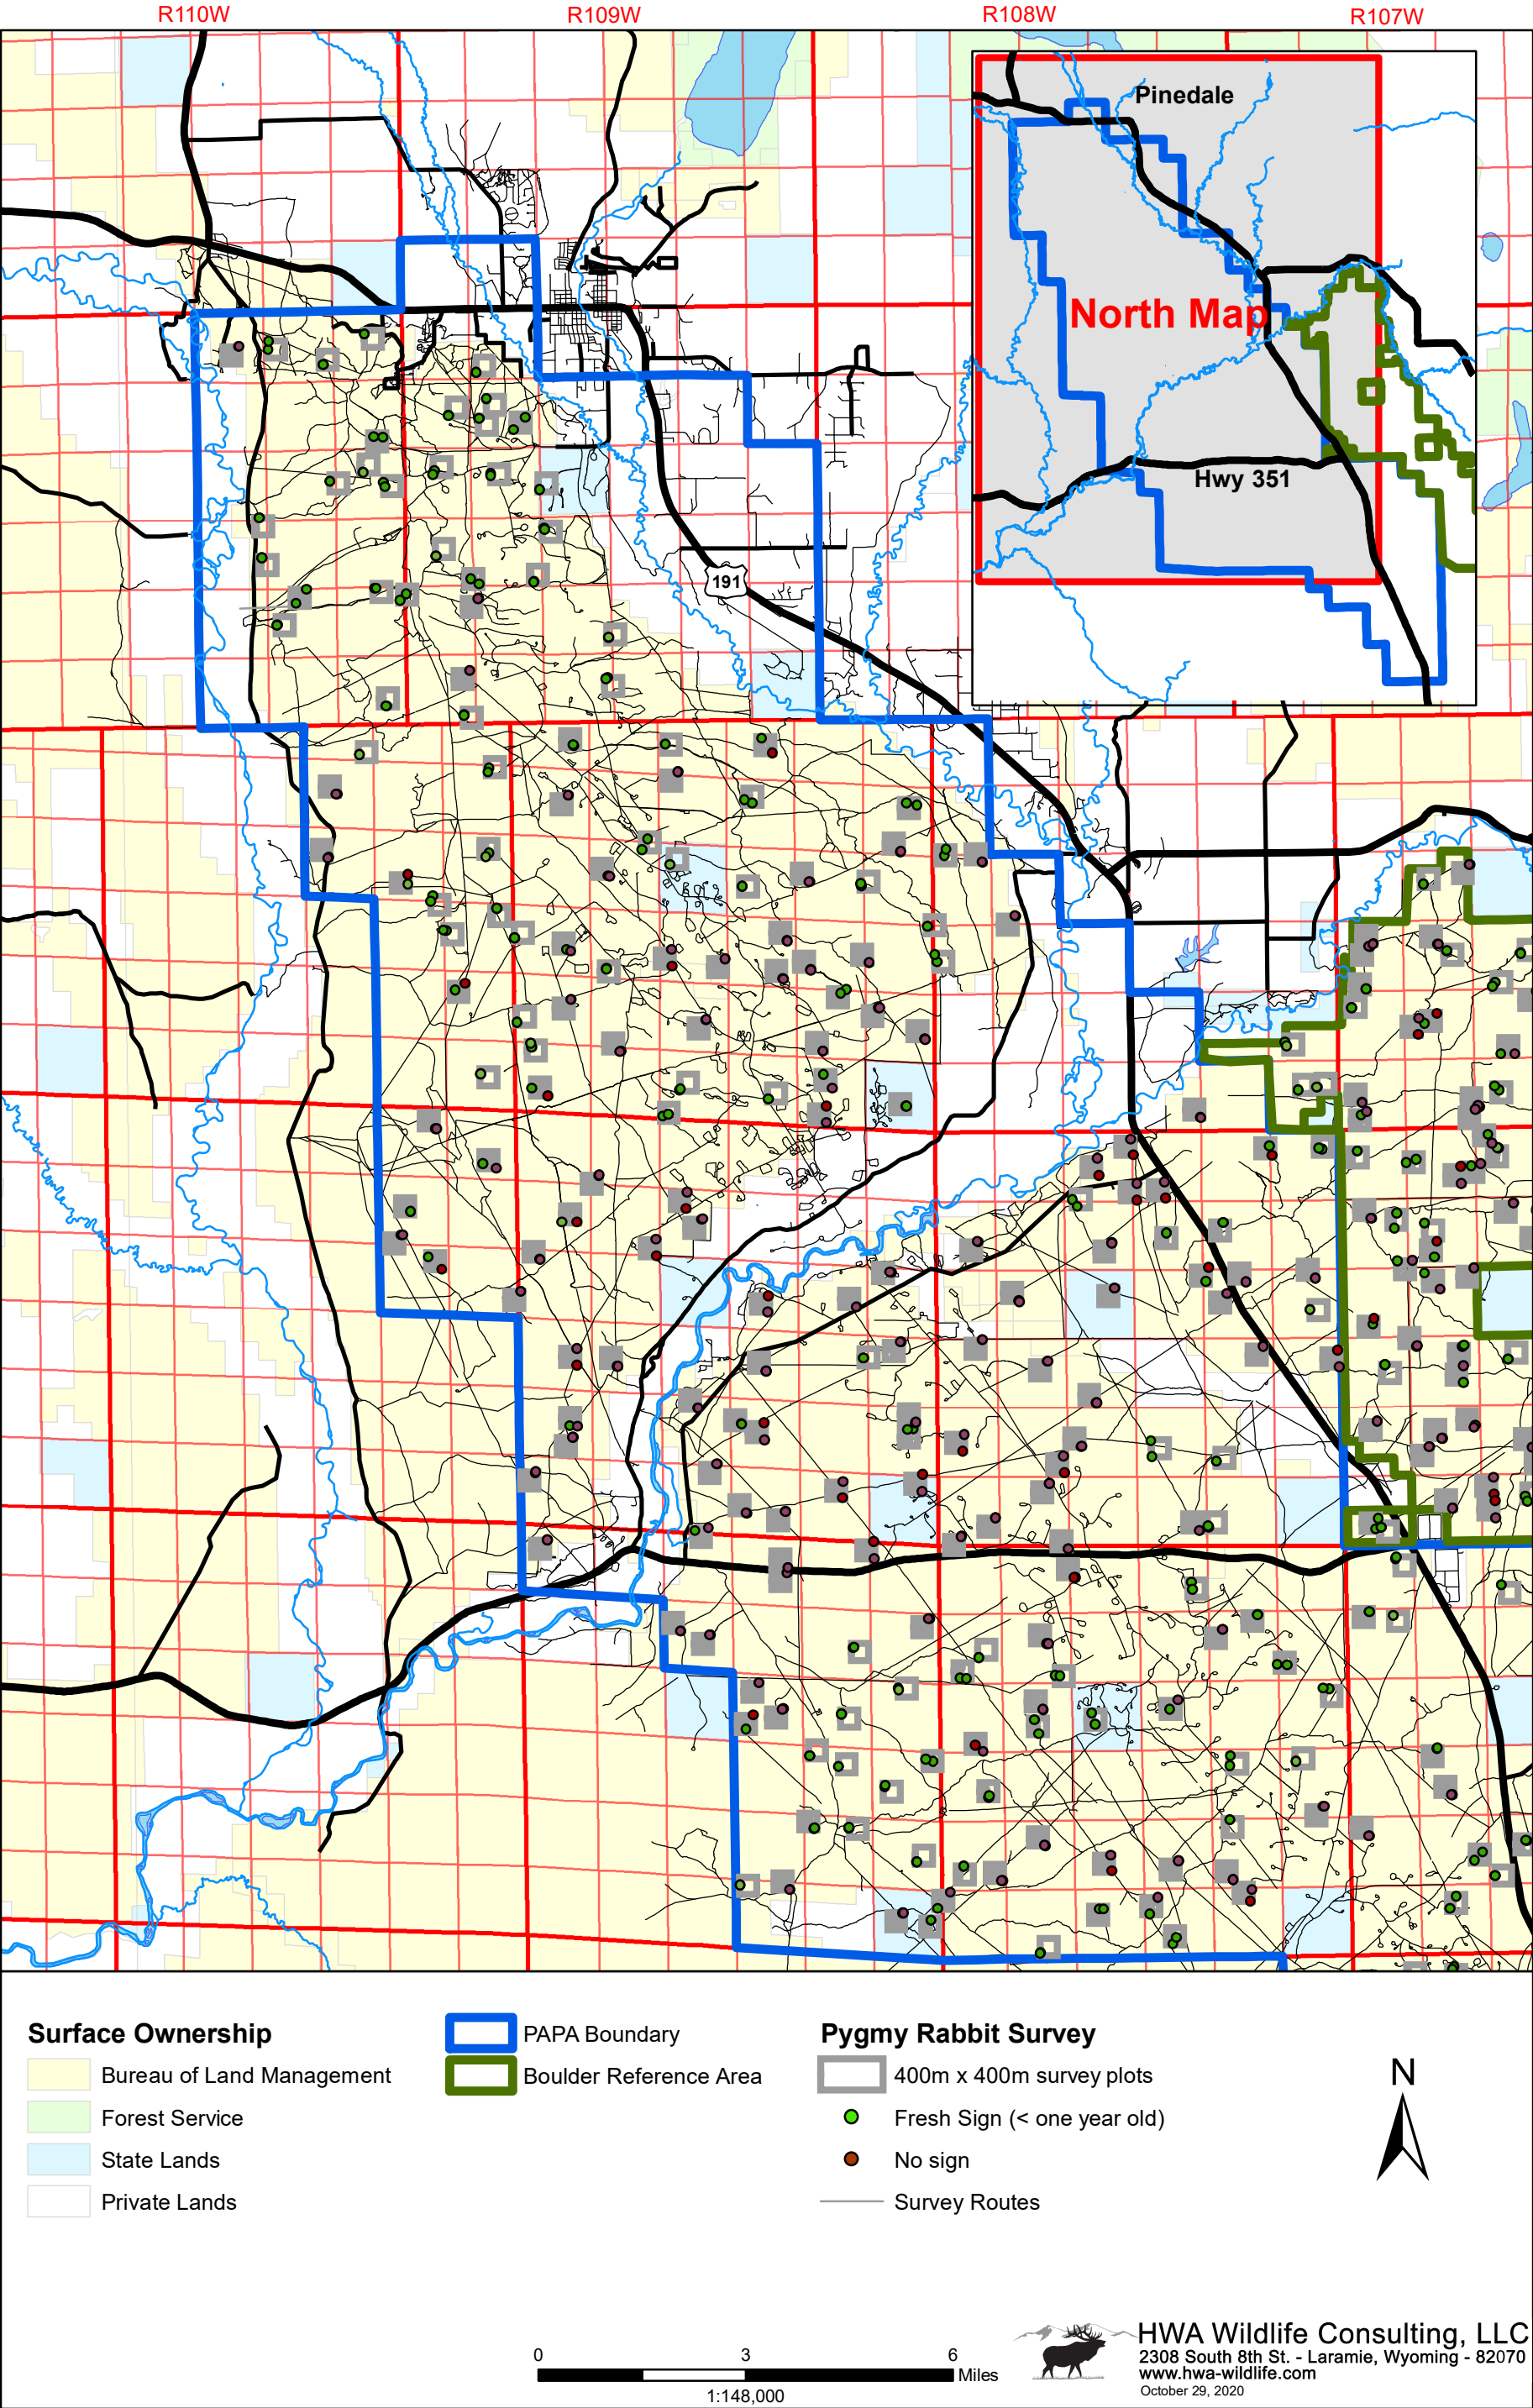 R110W
R109W
R108W
R107W
Pinedale
North Map
Hwy 351
191
Surface Ownership
Bureau of Land Management
Forest Service
State Lands
Private Lands
PAPA Boundary
Boulder Reference Area
Pygmy Rabbit Survey
400m x 400m survey plots
Fresh Sign (< one year old)
No sign
Survey Routes
N
0 3 6
Miles
1:148,000
HWA Wildlife Consulting, LLC
2308 South 8th St. - Laramie, Wyoming - 82070
www.hwa-wildlife.com
October 29, 2020